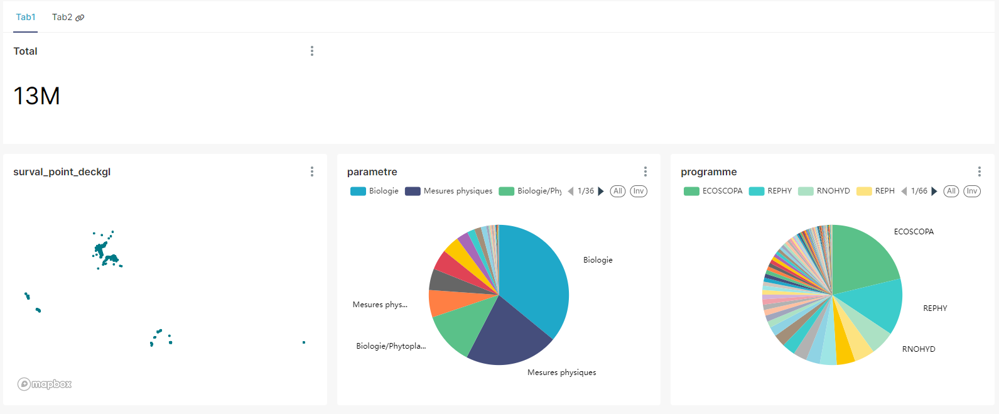 Tab1 Tab2
Total
13M
surval_point_deckgl
mapbox
parametre
Biologie Mesures physiques Biologie/Phy 1/36 All Inv
Biologie
Mesures phys...
Biologie/Phytopla...
Mesures physiques
programme
ECOSCOPA REPHY RNOHYD REPH 1/66 All Inv
ECOSCOPA
REPHY
RNOHYD